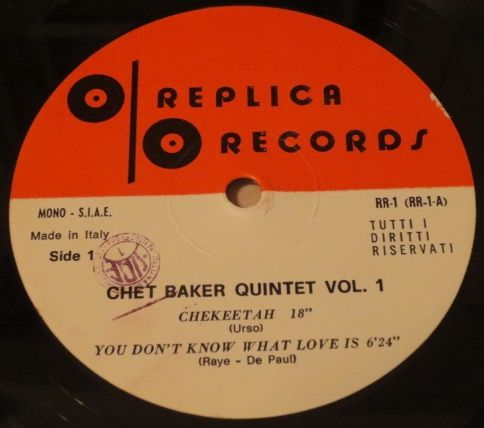 REPLICA
RECORDS
MONO - S.I.A.E.
Made in Italy
Side 1
RR-1 (RR-1-A)
TUTTI I
DIRITTI
RISERVATI
CHET BAKER QUINTET VOL. 1
CHEKEETAH 18"
(Urso)
YOU DON'T KNOW WHAT LOVE IS 6'24"
(Raye - De Paul)